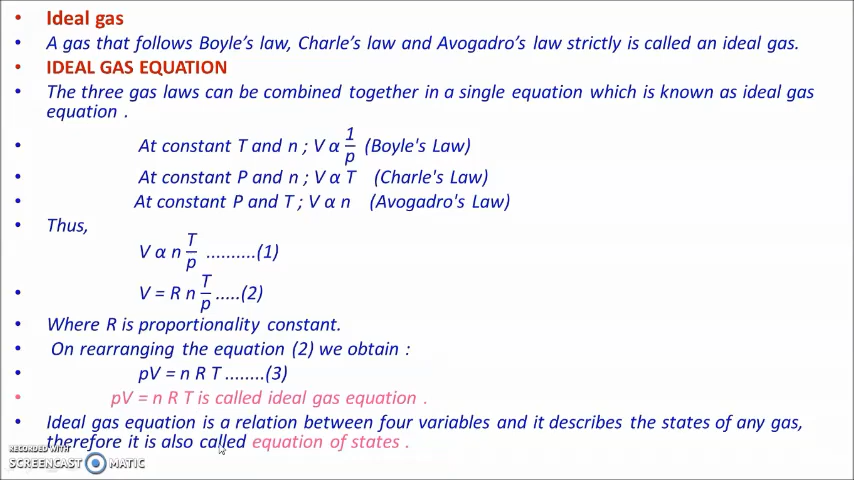 • Ideal gas
• A gas that follows Boyle's law, Charle's law and Avogadro's law strictly is called an ideal gas.
• IDEAL GAS EQUATION
• The three gas laws can be combined together in a single equation which is known as ideal gas
equation .
• At constant T and n ; V α 1/p (Boyle's Law)
• At constant P and n ; V α T (Charle's Law)
• At constant P and T ; V α n (Avogadro's Law)
• Thus,
V α n T/p ..........(1)
• V = R n T/p .....(2)
• Where R is proportionality constant.
• On rearranging the equation (2) we obtain :
• pV = n R T ........(3)
• pV = n R T is called ideal gas equation .
• Ideal gas equation is a relation between four variables and it describes the states of any gas,
therefore it is also called equation of states .
RECORDED WITH
SCREENCAST MATIC